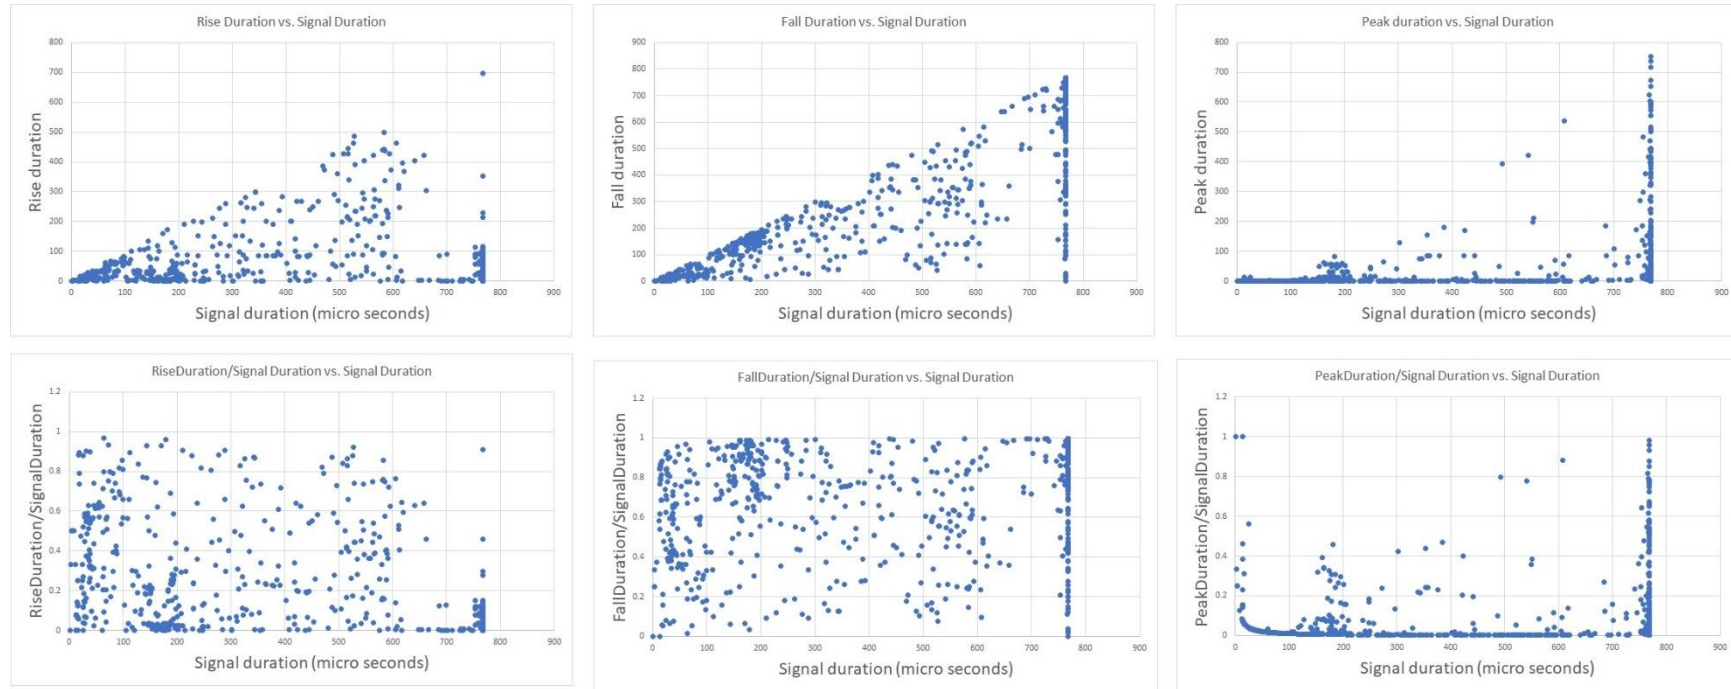 Rise Duration vs. Signal Duration
Rise duration
800
700
600
500
400
300
200
100
0
0 100 200 300 400 500 600 700 800 900
Signal duration (micro seconds)
Fall Duration vs. Signal Duration
Fall duration
900
800
700
600
500
400
300
200
100
0
0 100 200 300 400 500 600 700 800 900
Signal duration (micro seconds)
Peak duration vs. Signal Duration
Peak duration
800
700
600
500
400
300
200
100
0
0 100 200 300 400 500 600 700 800 900
Signal duration (micro seconds)
RiseDuration/Signal Duration vs. Signal Duration
RiseDuration/SignalDuration
1.2
1
0.8
0.6
0.4
0.2
0
0 100 200 300 400 500 600 700 800 900
Signal duration (micro seconds)
FallDuration/Signal Duration vs. Signal Duration
FallDuration/SignalDuration
1.2
1
0.8
0.6
0.4
0.2
0
0 100 200 300 400 500 600 700 800 900
Signal duration (micro seconds)
PeakDuration/Signal Duration vs. Signal Duration
PeakDuration/SignalDuration
1.2
1
0.8
0.6
0.4
0.2
0
0 100 200 300 400 500 600 700 800 900
Signal duration (micro seconds)